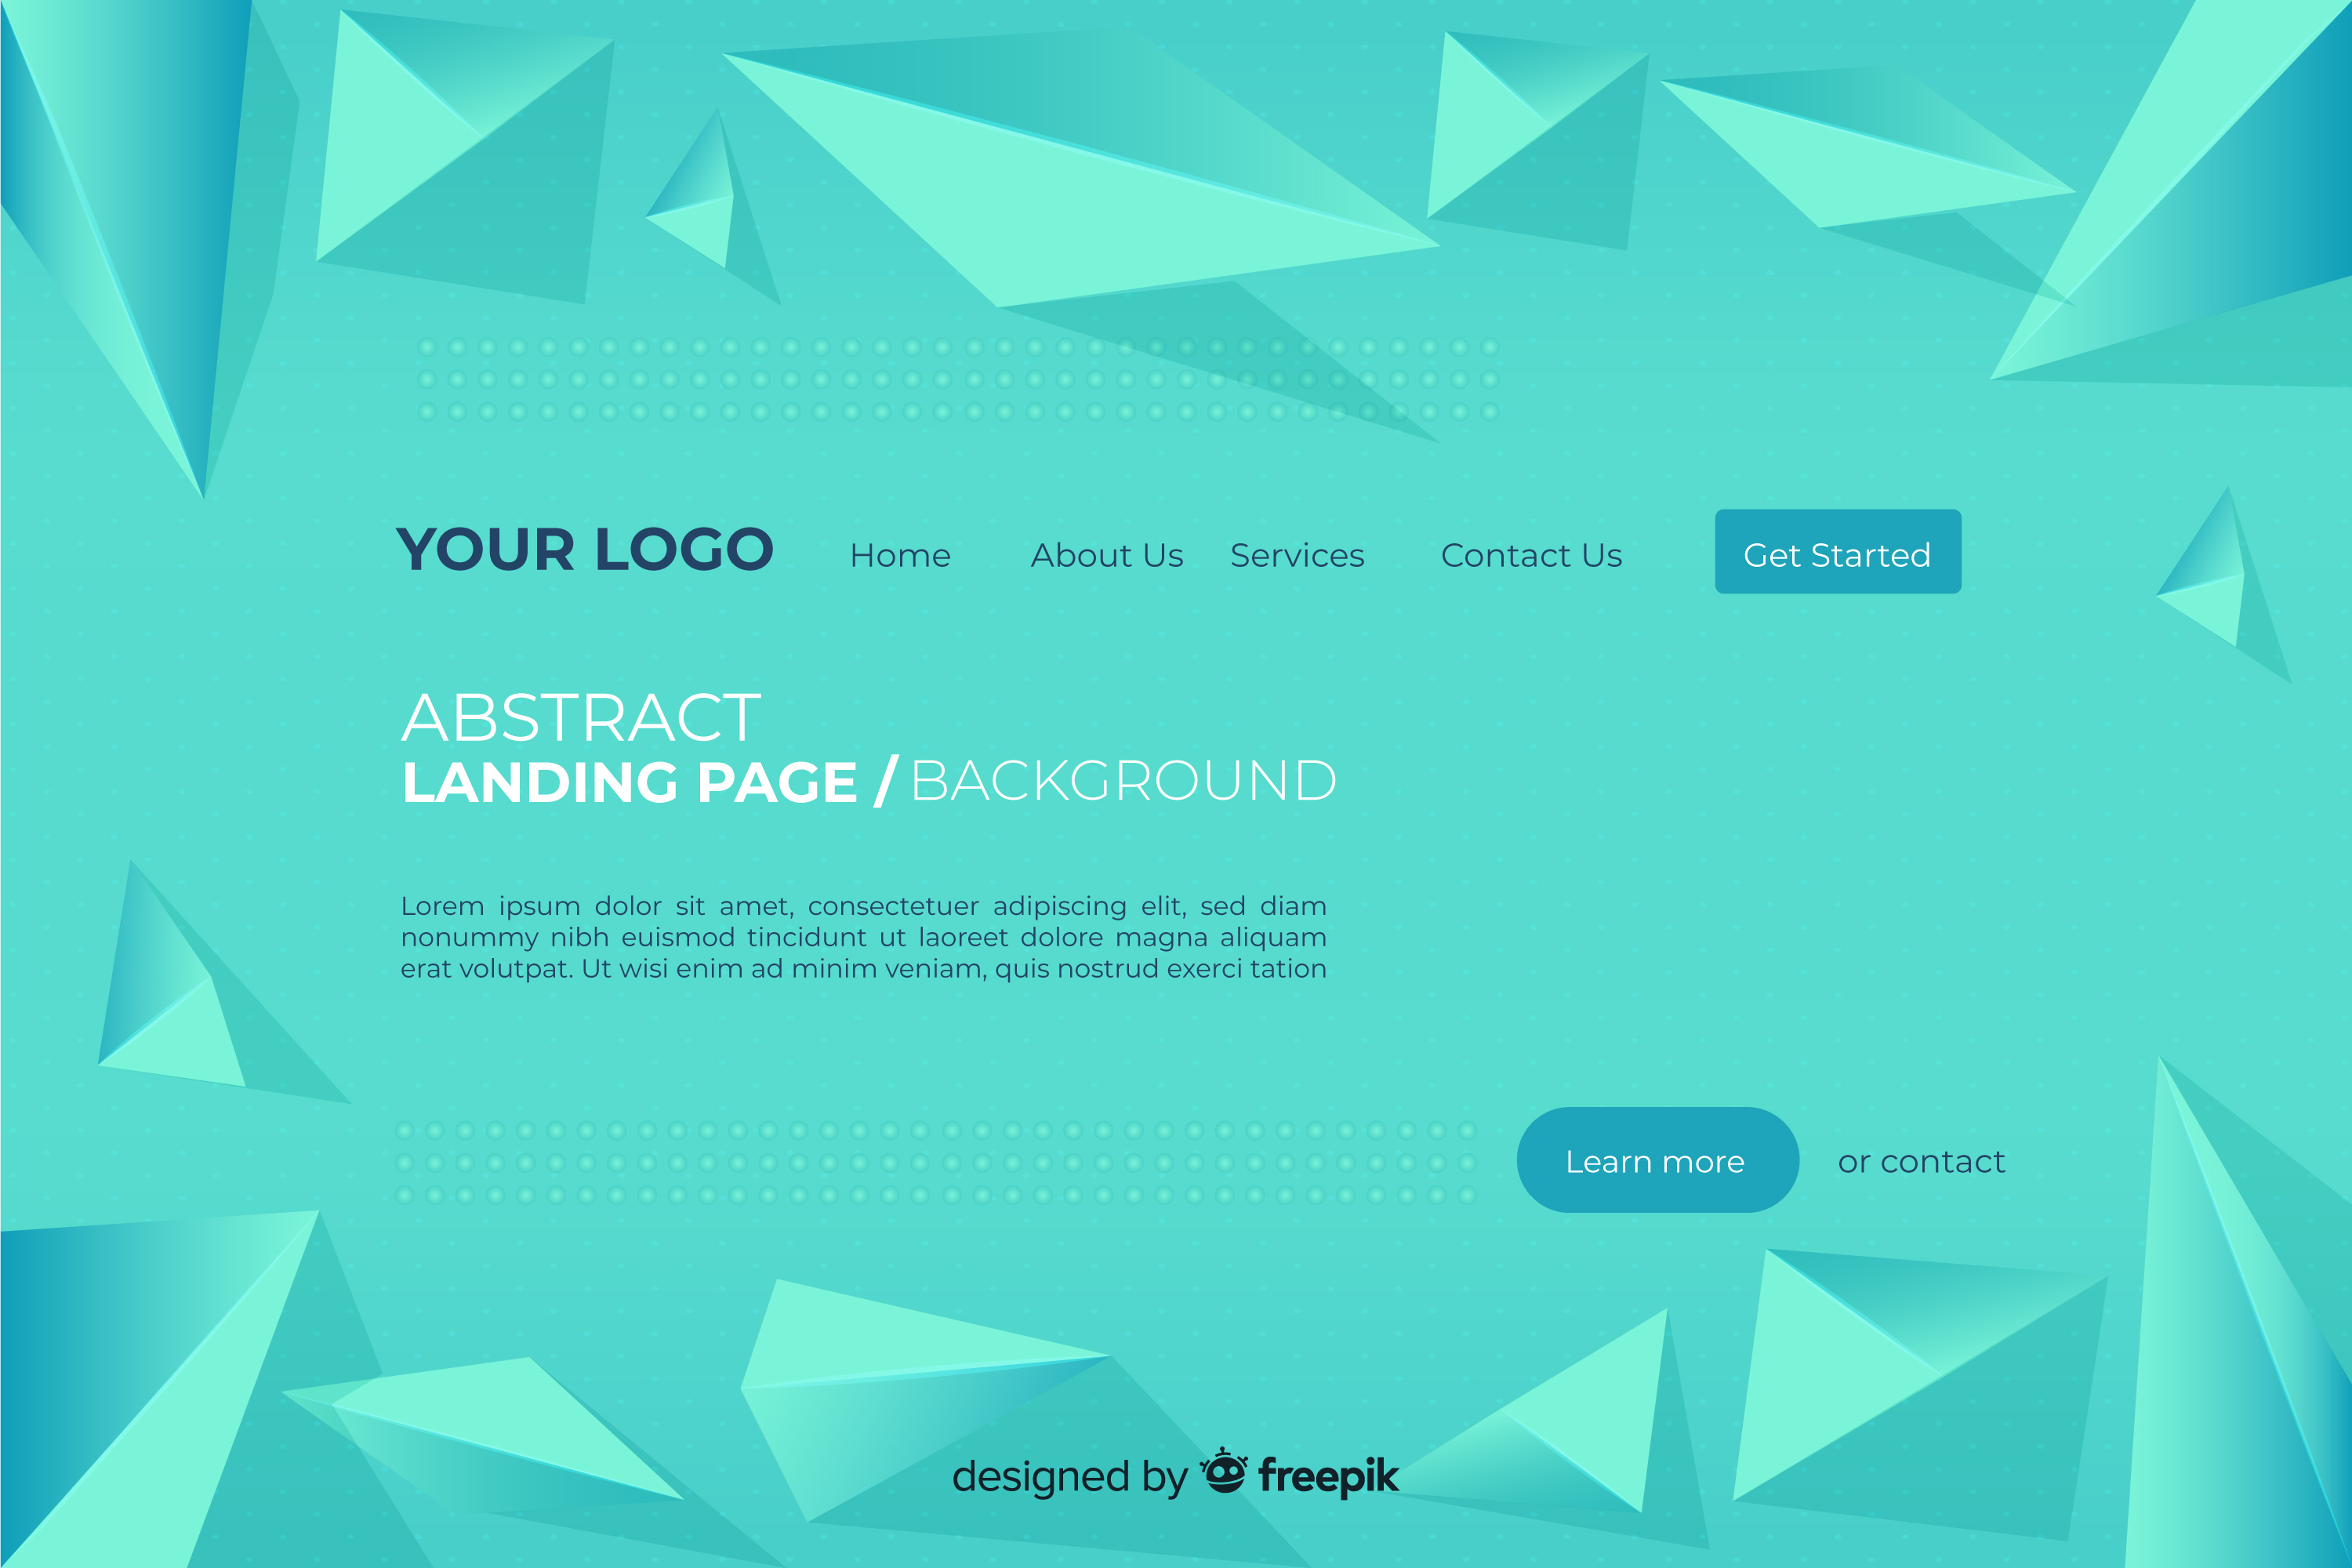 YOUR LOGO Home About Us Services Contact Us Get Started
ABSTRACT
LANDING PAGE / BACKGROUND
Lorem ipsum dolor sit amet, consectetuer adipiscing elit, sed diam
nonummy nibh euismod tincidunt ut laoreet dolore magna aliquam
erat volutpat. Ut wisi enim ad minim veniam, quis nostrud exerci tation
Learn more or contact
designed by freepik